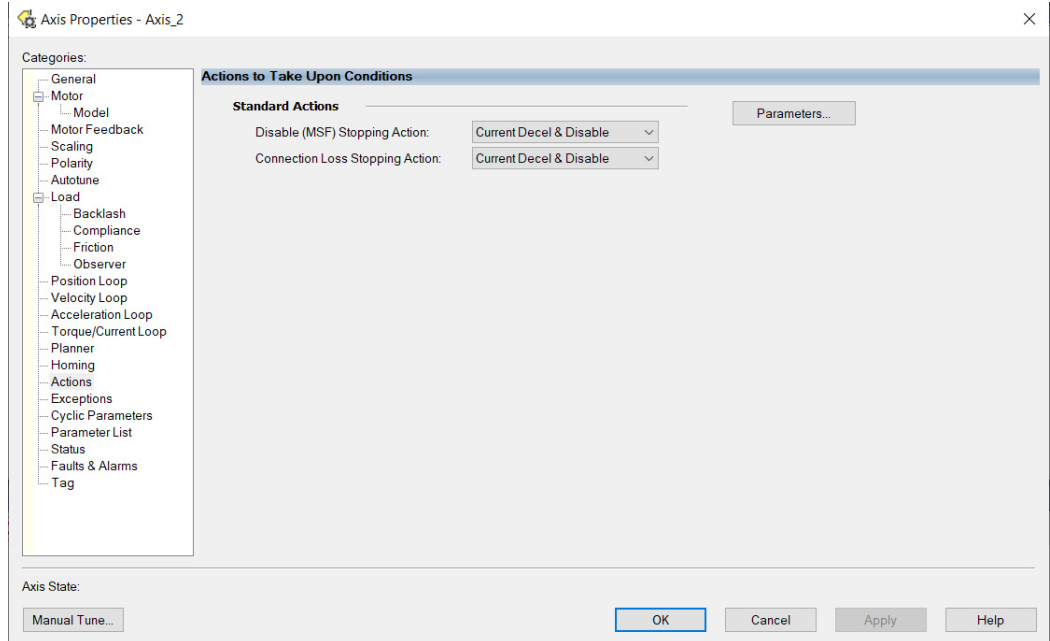 Axis Properties - Axis_2
Categories:
General
Motor
Model
Motor Feedback
Scaling
Polarity
Autotune
Load
Backlash
Compliance
Friction
Observer
Position Loop
Velocity Loop
Acceleration Loop
Torque/Current Loop
Planner
Homing
Actions
Exceptions
Cyclic Parameters
Parameter List
Status
Faults & Alarms
Tag
Actions to Take Upon Conditions
Standard Actions
Parameters...
Disable (MSF) Stopping Action: Current Decel & Disable
Connection Loss Stopping Action: Current Decel & Disable
Axis State:
Manual Tune... OK Cancel Apply Help